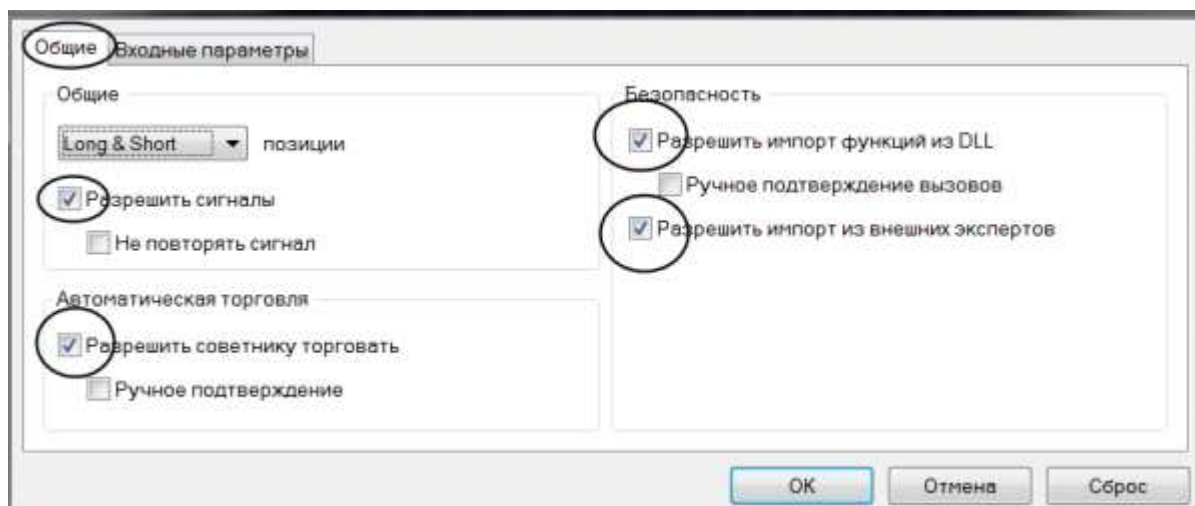 Общие Входные параметры
Общие
Long & Short позиции
Разрешить сигналы
Не повторять сигнал
Автоматическая торговля
Разрешить советнику торговать
Ручное подтверждение
Безопасность
Разрешить импорт функций из DLL
Ручное подтверждение вызовов
Разрешить импорт из внешних экспертов
OK Отмена Сброс